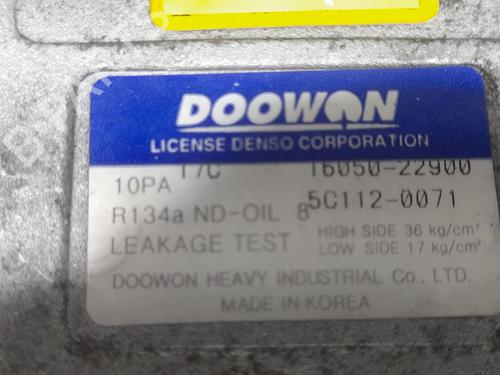 DOOWON
LICENSE DENSO CORPORATION
10PA 17C 16050-22900
R134a ND-OIL 8 5C112-0071
LEAKAGE TEST HIGH SIDE 36 kg/cm²
LOW SIDE 17 kg/cm²
DOOWON HEAVY INDUSTRIAL Co., LTD.
MADE IN KOREA